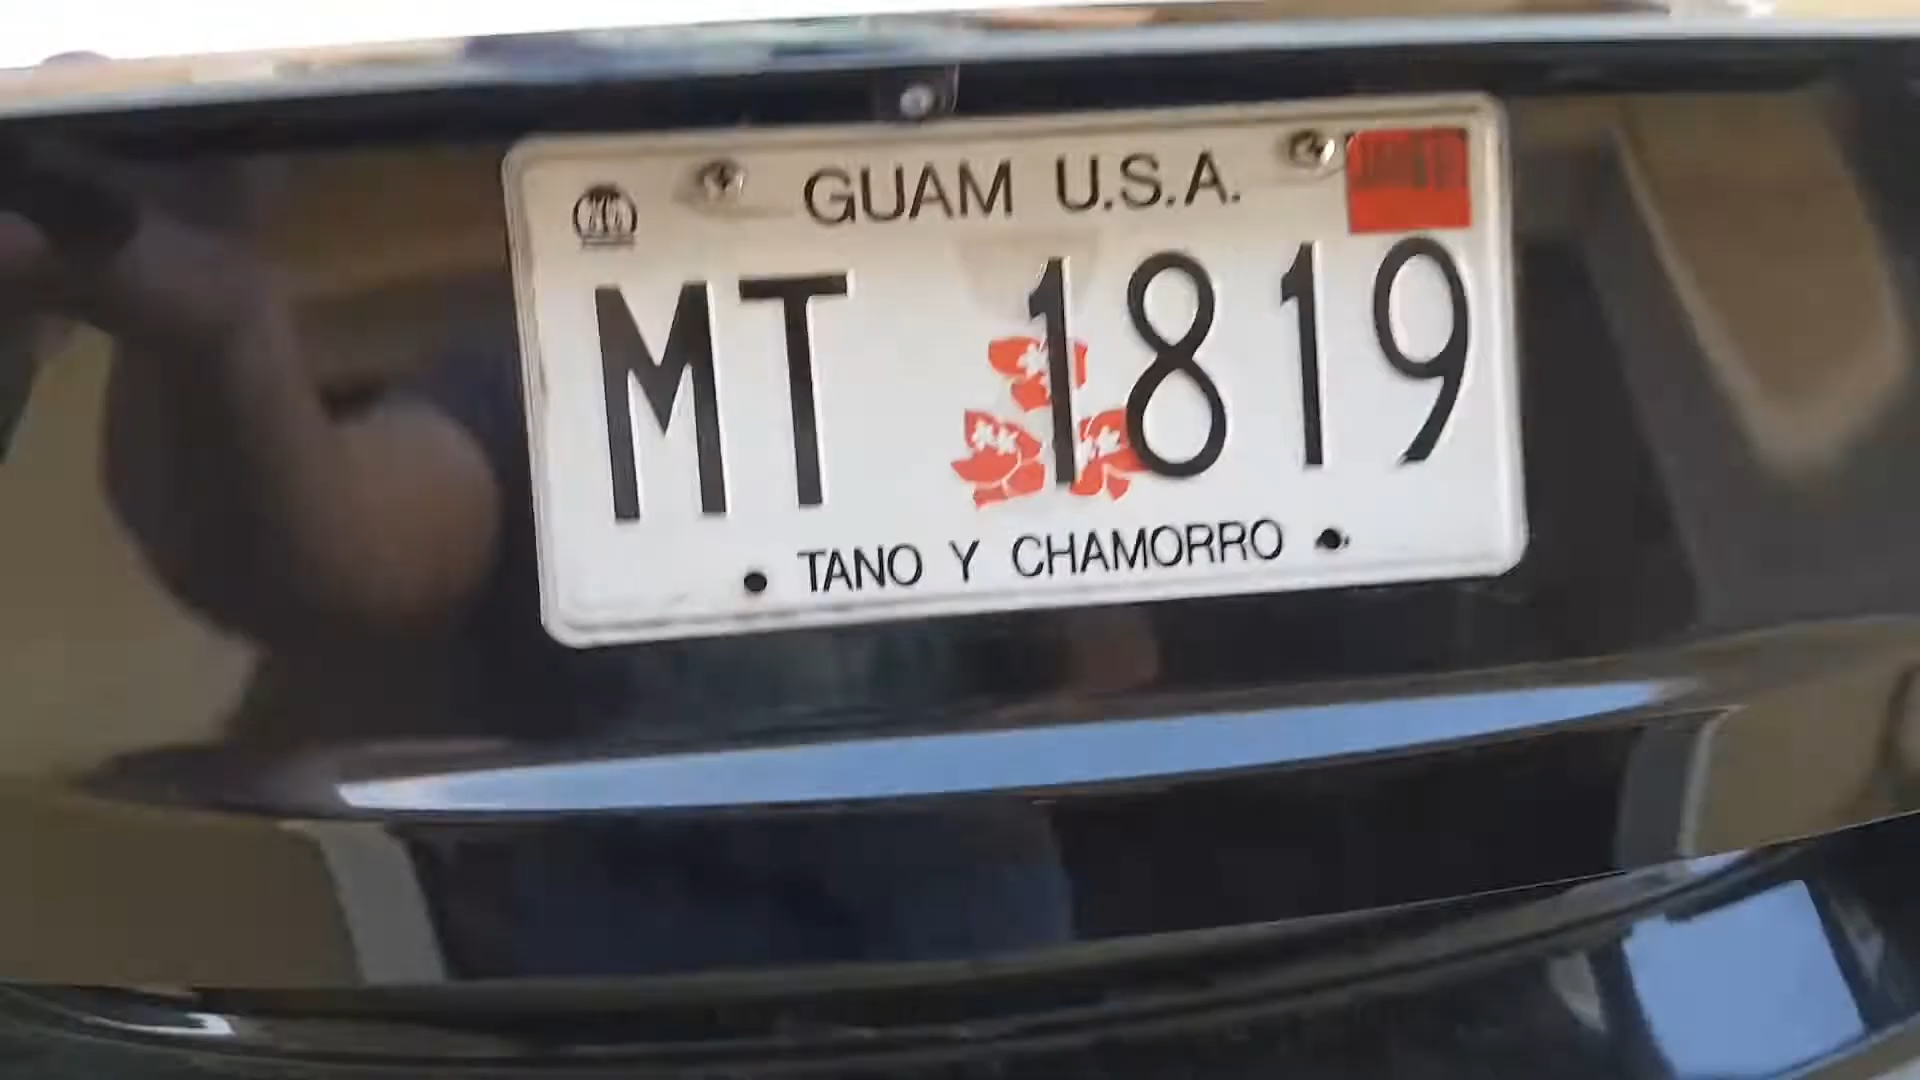 GUAM U.S.A.
MT 1819
• TANO Y CHAMORRO •